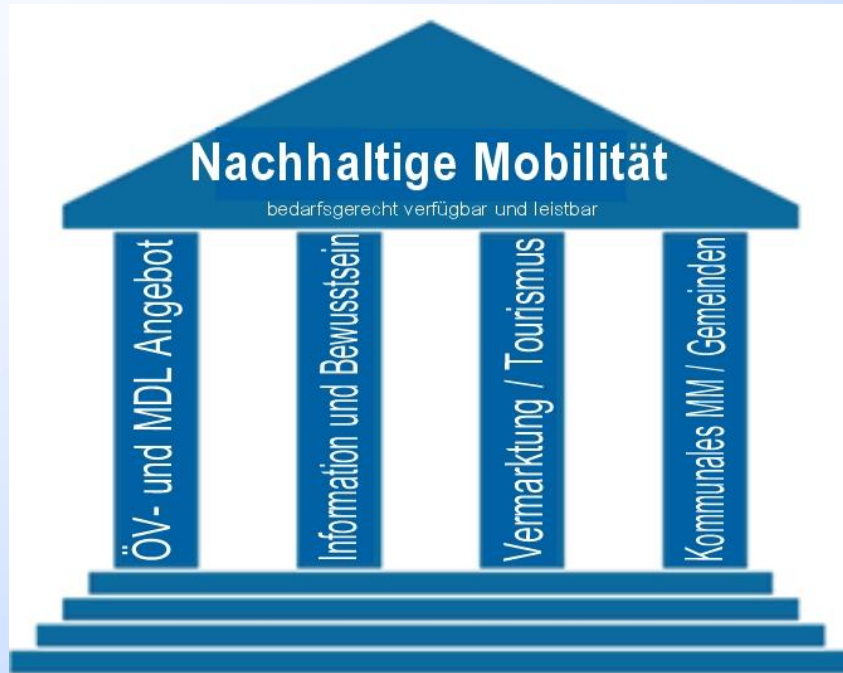 Nachhaltige Mobilität
bedarfsgerecht verfügbar und leistbar
ÖV- und MDL Angebot
Information und Bewusstsein
Vermarktung / Tourismus
Kommunales MM / Gemeinden